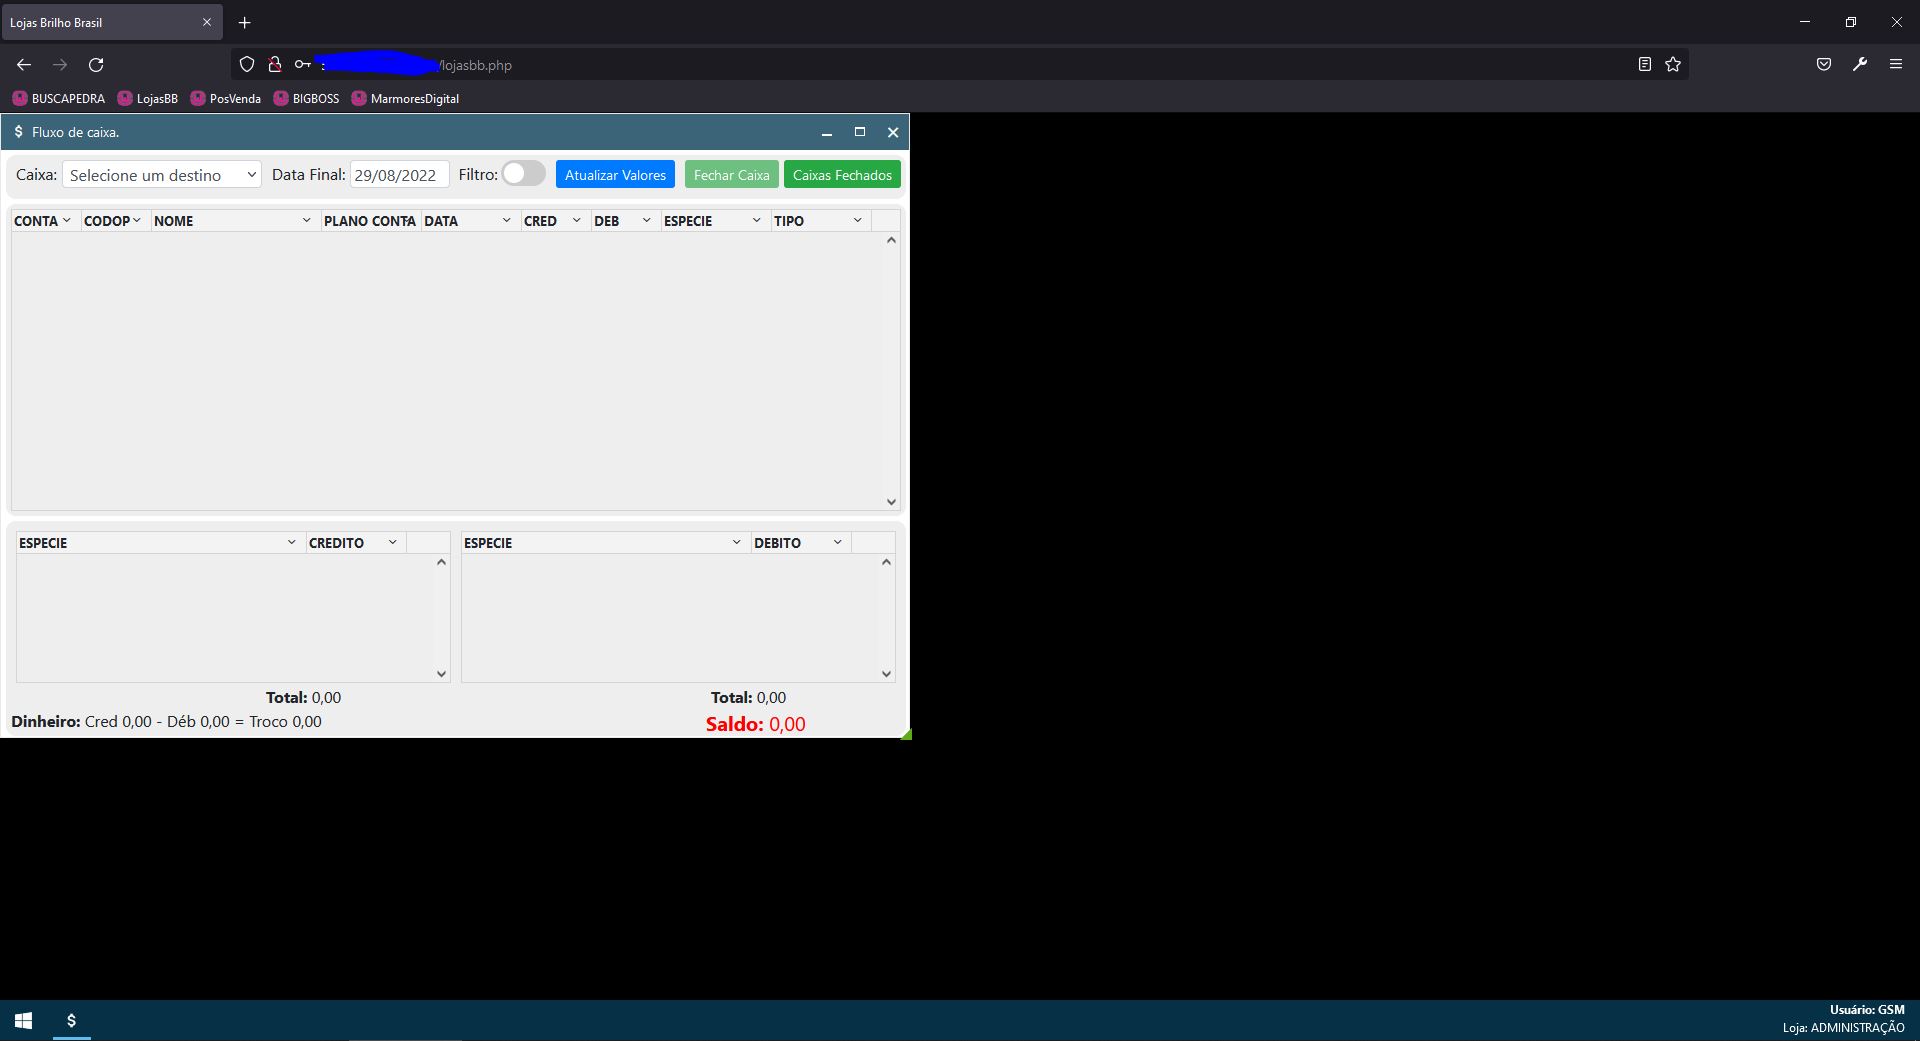 Lojas Brilho Brasil
/lojasbb.php
BUSCAPEDRA LojasBB PosVenda BIGBOSS MarmoresDigital
$ Fluxo de caixa.
Caixa: Selecione um destino Data Final: 29/08/2022 Filtro: Atualizar Valores Fechar Caixa Caixas Fechados
CONTA CODOP NOME PLANO CONTA DATA CRED DEB ESPECIE TIPO
ESPECIE CREDITO ESPECIE DEBITO
Total: 0,00 Total: 0,00
Dinheiro: Cred 0,00 - Déb 0,00 = Troco 0,00 Saldo: 0,00
$ Usuário: GSM
Loja: ADMINISTRAÇÃO